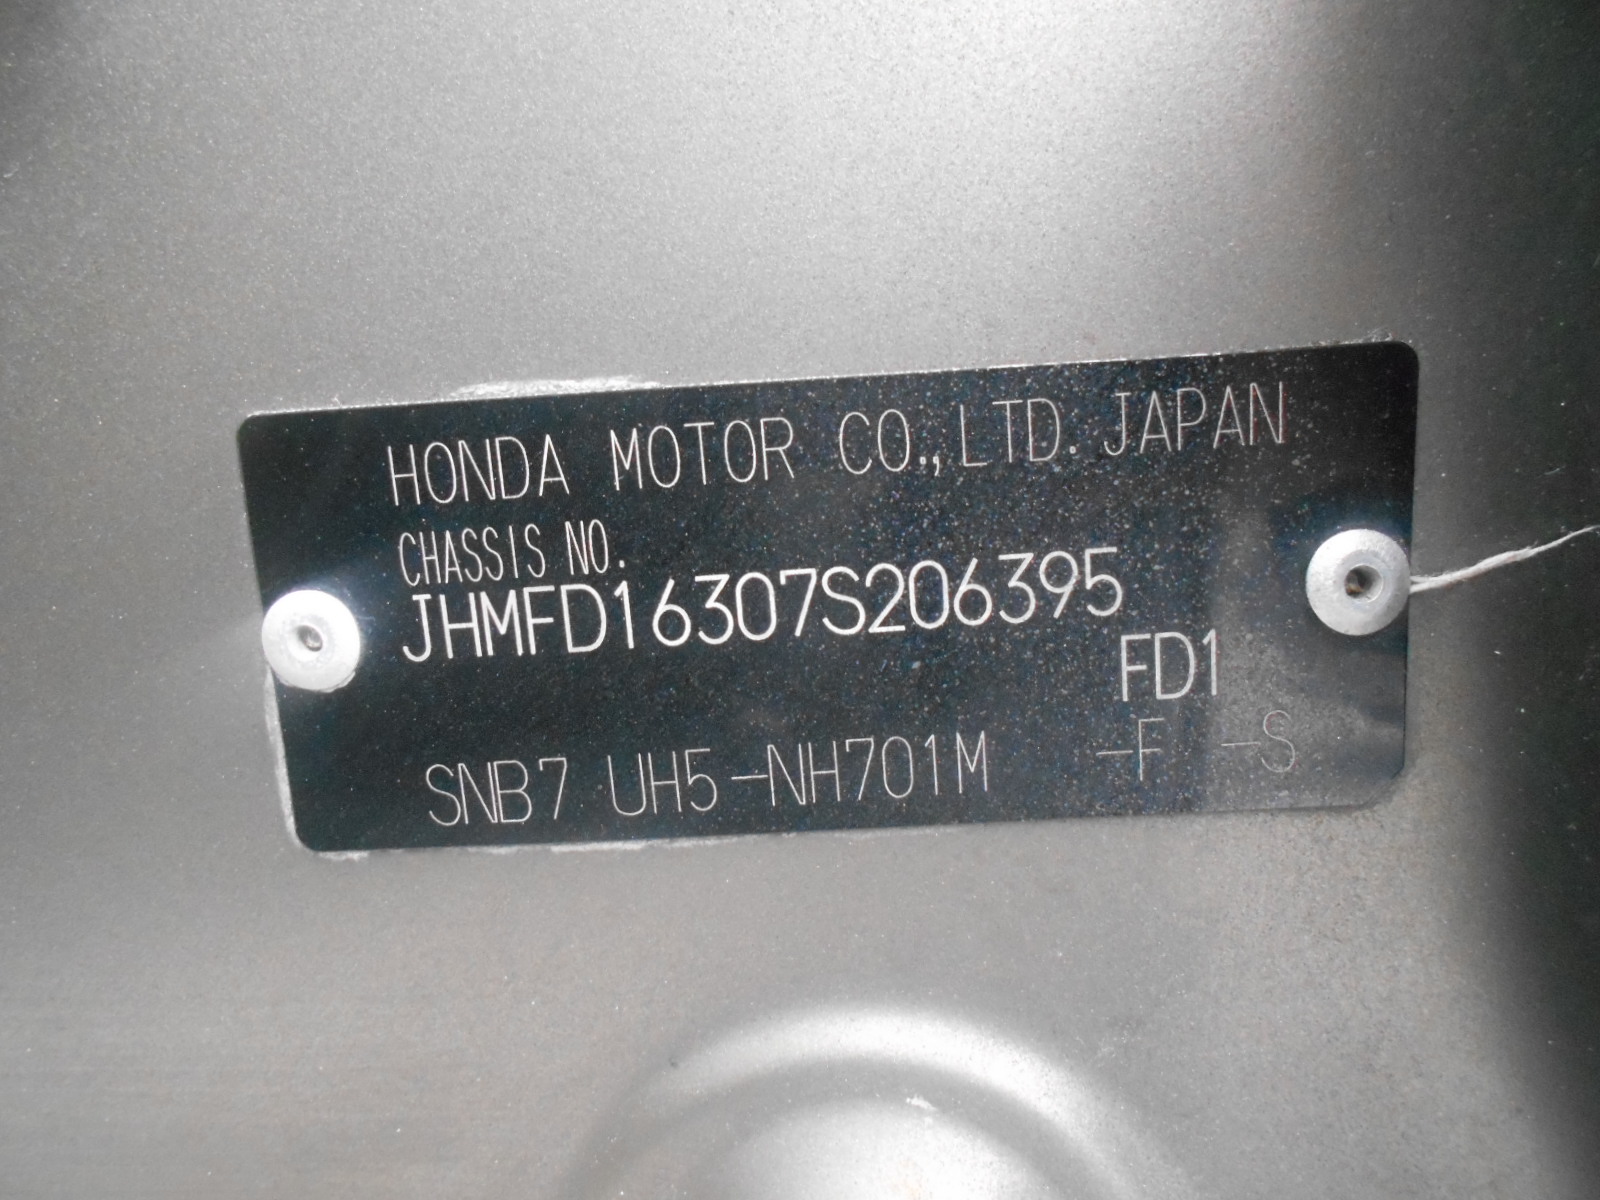 HONDA MOTOR CO.,LTD. JAPAN
CHASSIS NO.
JHMFD16307S206395
FD1
SNB7 UH5-NH701M -F -S